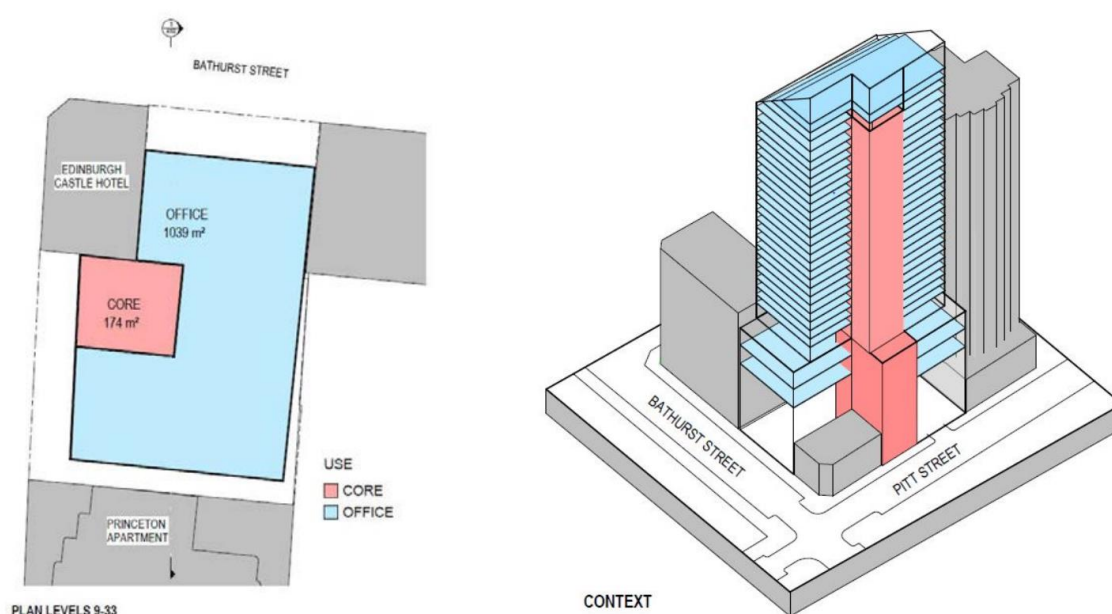 BATHURST STREET
EDINBURGH
CASTLE HOTEL
OFFICE
1039 m²
CORE
174 m²
USE
CORE
OFFICE
PRINCETON
APARTMENT
PLAN LEVELS 9-33
BATHURST STREET
PITT STREET
CONTEXT